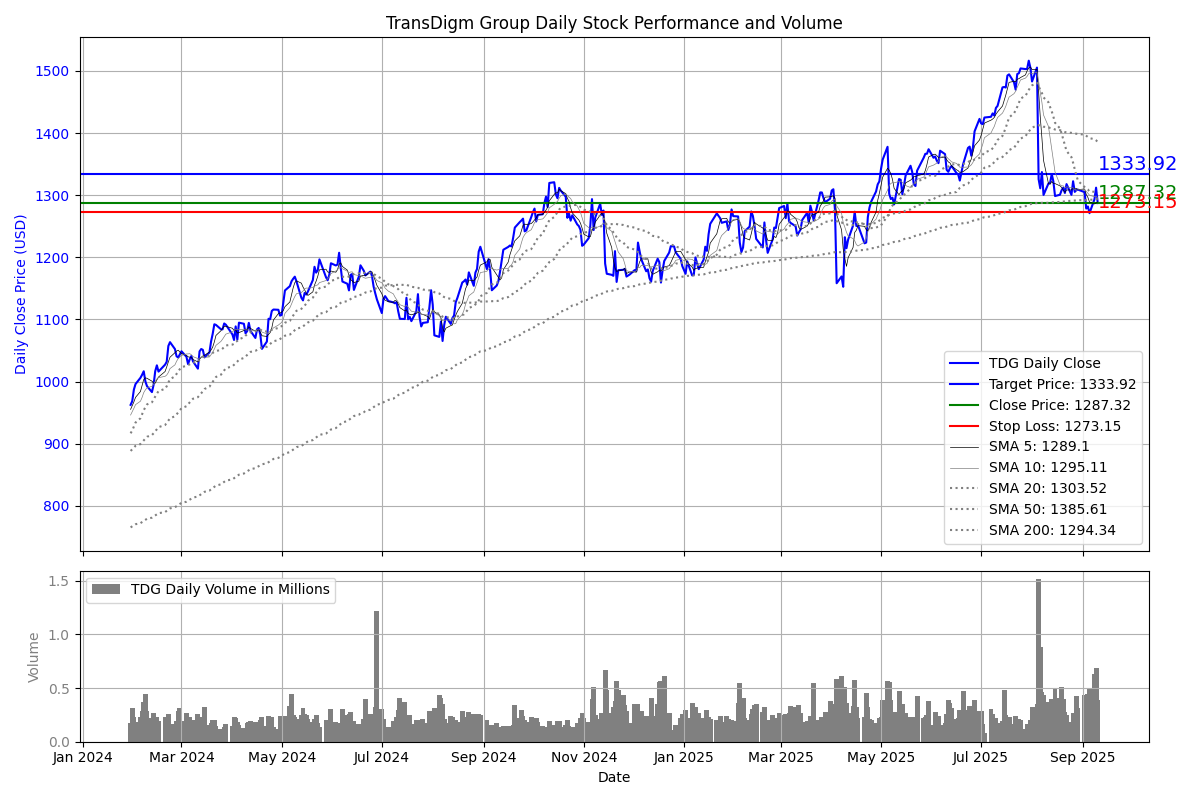 TransDigm Group Daily Stock Performance and Volume
Daily Close Price (USD)
1500
1400
1300
1200
1100
1000
900
800
1333.92
1287.32
1273.15
TDG Daily Close
Target Price: 1333.92
Close Price: 1287.32
Stop Loss: 1273.15
SMA 5: 1289.1
SMA 10: 1295.11
SMA 20: 1303.52
SMA 50: 1385.61
SMA 200: 1294.34
Volume
1.5
1.0
0.5
0.0
TDG Daily Volume in Millions
Jan 2024 Mar 2024 May 2024 Jul 2024 Sep 2024 Nov 2024 Jan 2025 Mar 2025 May 2025 Jul 2025 Sep 2025
Date